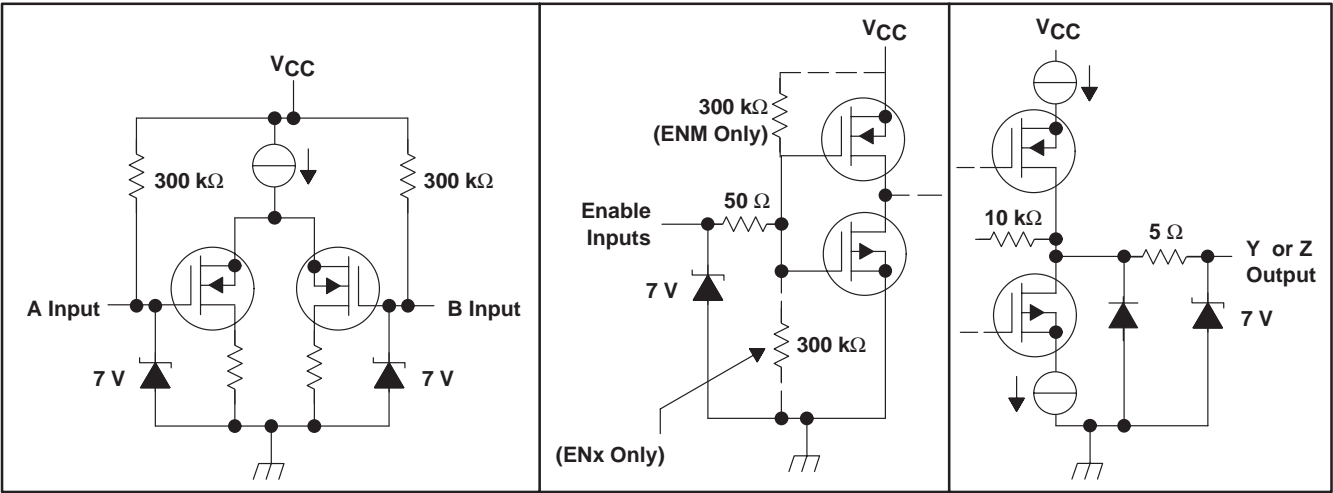 VCC
300 kΩ
300 kΩ
A Input
B Input
7 V
7 V
VCC
300 kΩ
(ENM Only)
50 Ω
Enable
Inputs
7 V
300 kΩ
(ENx Only)
VCC
10 kΩ
5 Ω
Y or Z
Output
7 V